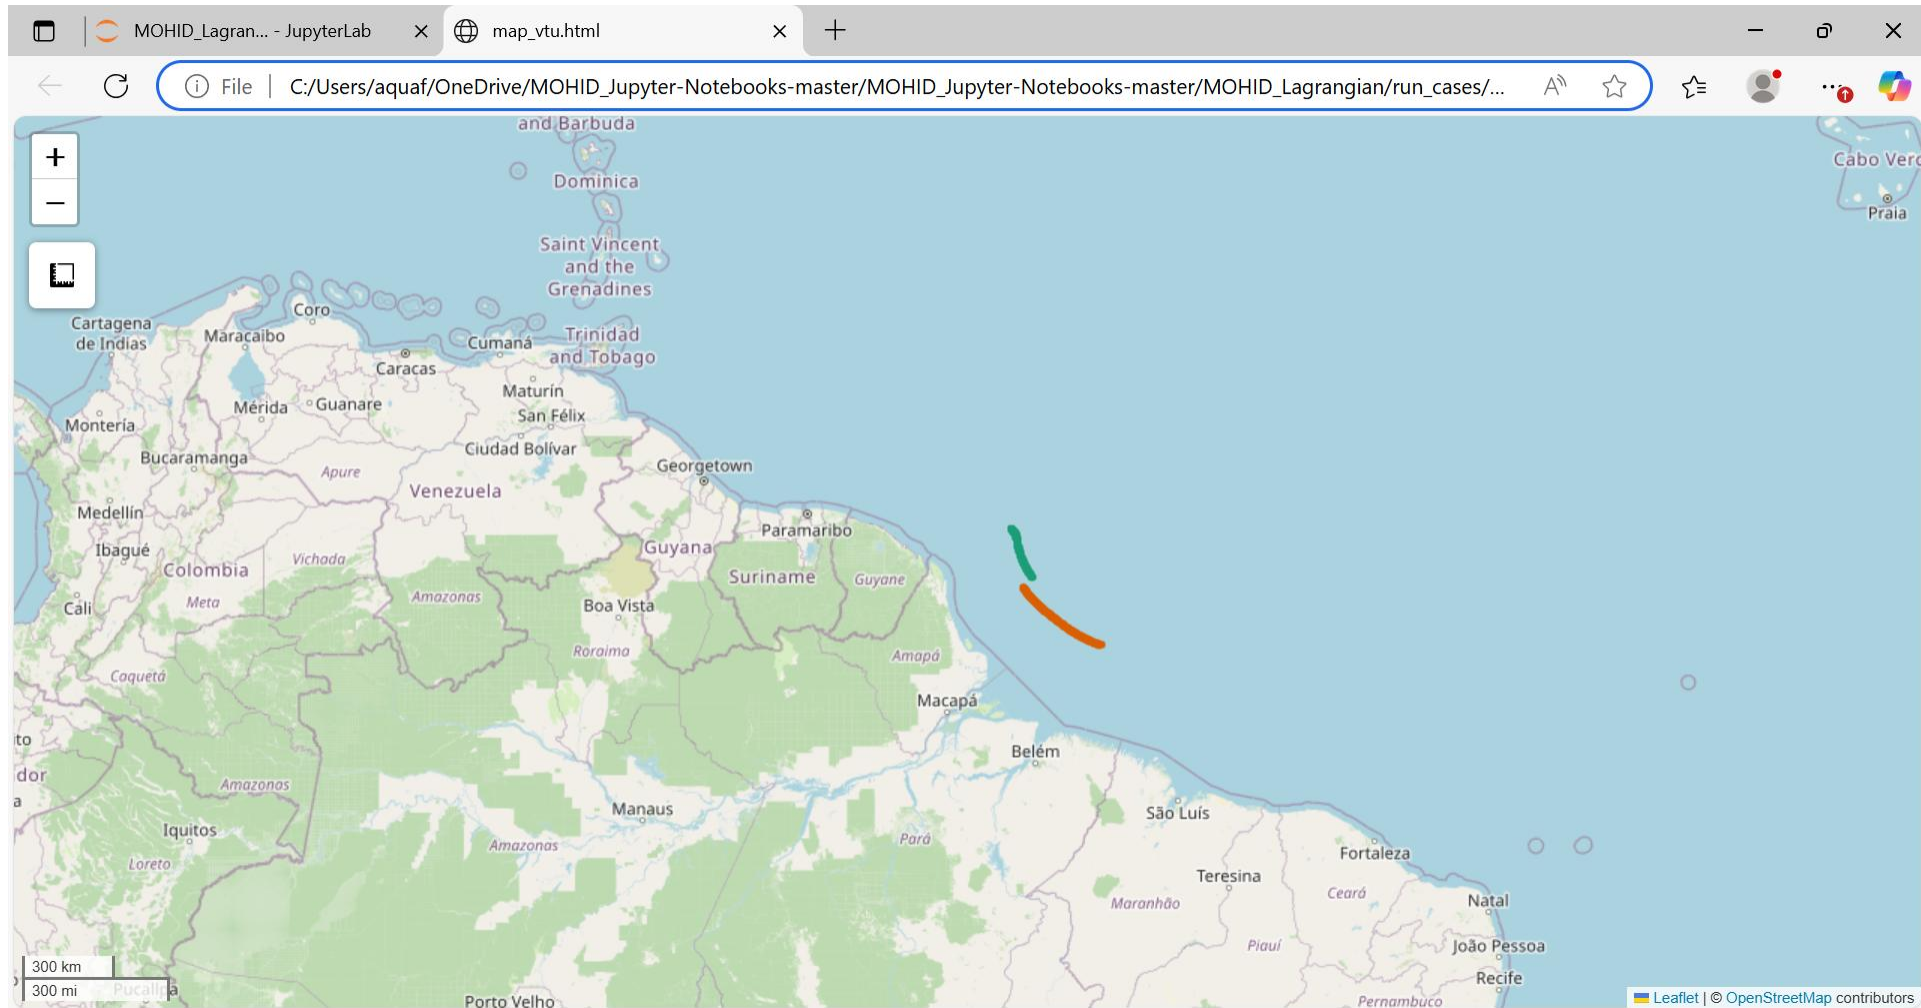 MOHID_Lagran... - JupyterLab
map_vtu.html
File
C:/Users/aquaf/OneDrive/MOHID_Jupyter-Notebooks-master/MOHID_Jupyter-Notebooks-master/MOHID_Lagrangian/run_cases/...
+
−
and Barbuda
Dominica
Saint Vincent
and the
Grenadines
Trinidad
and Tobago
Cabo Verd
Praia
Cartagena
de Indias
Maracaibo
Coro
Caracas
Cumaná
Maturín
San Félix
Mérida
Guanare
Montería
Ciudad Bolívar
Bucaramanga
Apure
Venezuela
Georgetown
Medellín
Paramaribo
Ibagué
Vichada
Guyana
Colombia
Suriname
Guyane
Meta
Cali
Amazonas
Boa Vista
Roraima
Amapá
Caquetá
Macapá
ito
dor
a
Belém
Amazonas
Manaus
São Luís
Iquitos
Amazonas
Pará
Loreto
Fortaleza
Teresina
Ceará
Maranhão
Natal
Piauí
João Pessoa
Recife
Pernambuco
Porto Velho
Pucallpa
300 km
300 mi
Leaflet | © OpenStreetMap contributors